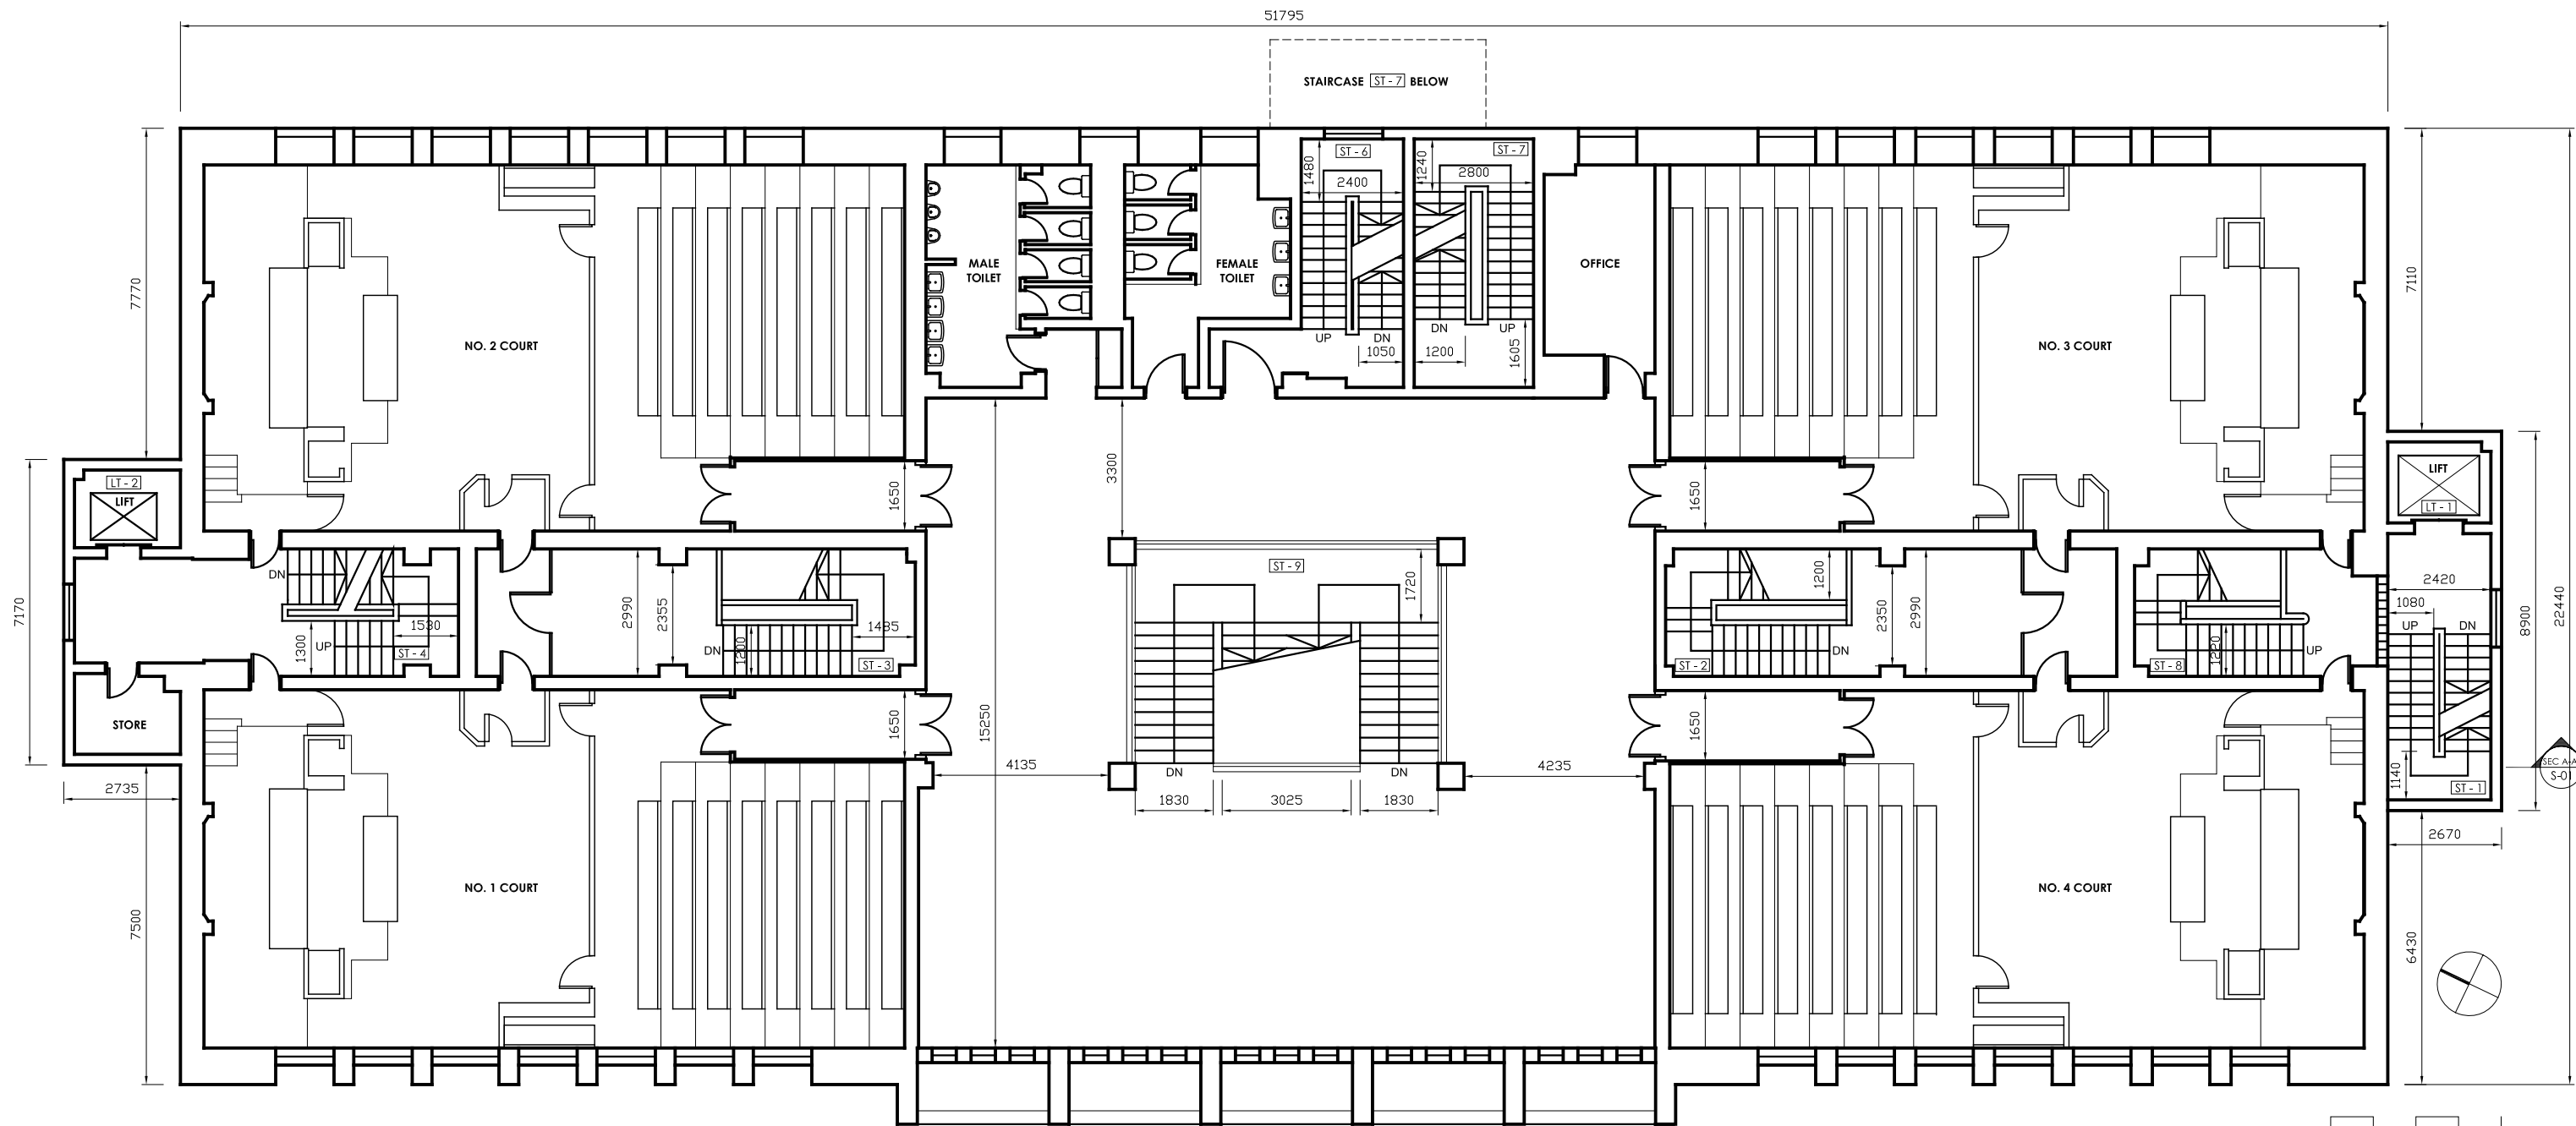 51795
STAIRCASE ST - 7 BELOW
ST - 6
ST - 7
1480
1240
2400
2800
7770
7110
MALE
TOILET
FEMALE
TOILET
OFFICE
NO. 2 COURT
NO. 3 COURT
UP
DN
DN
UP
1050
1200
1605
LT - 2
LIFT
1650
3300
1650
LIFT
LT - 1
ST - 9
DN
2990
2355
1720
1200
2350
2990
2420
1080
UP
DN
7170
8900
22440
1530
1300
UP
ST - 4
DN
1200
1485
ST - 3
ST - 2
DN
ST - 8
1220
UP
STORE
1650
15250
4135
DN
DN
4235
1650
1140
ST - 1
SEC A-A
S-01
2735
1830
3025
1830
2670
NO. 1 COURT
NO. 4 COURT
7500
6430